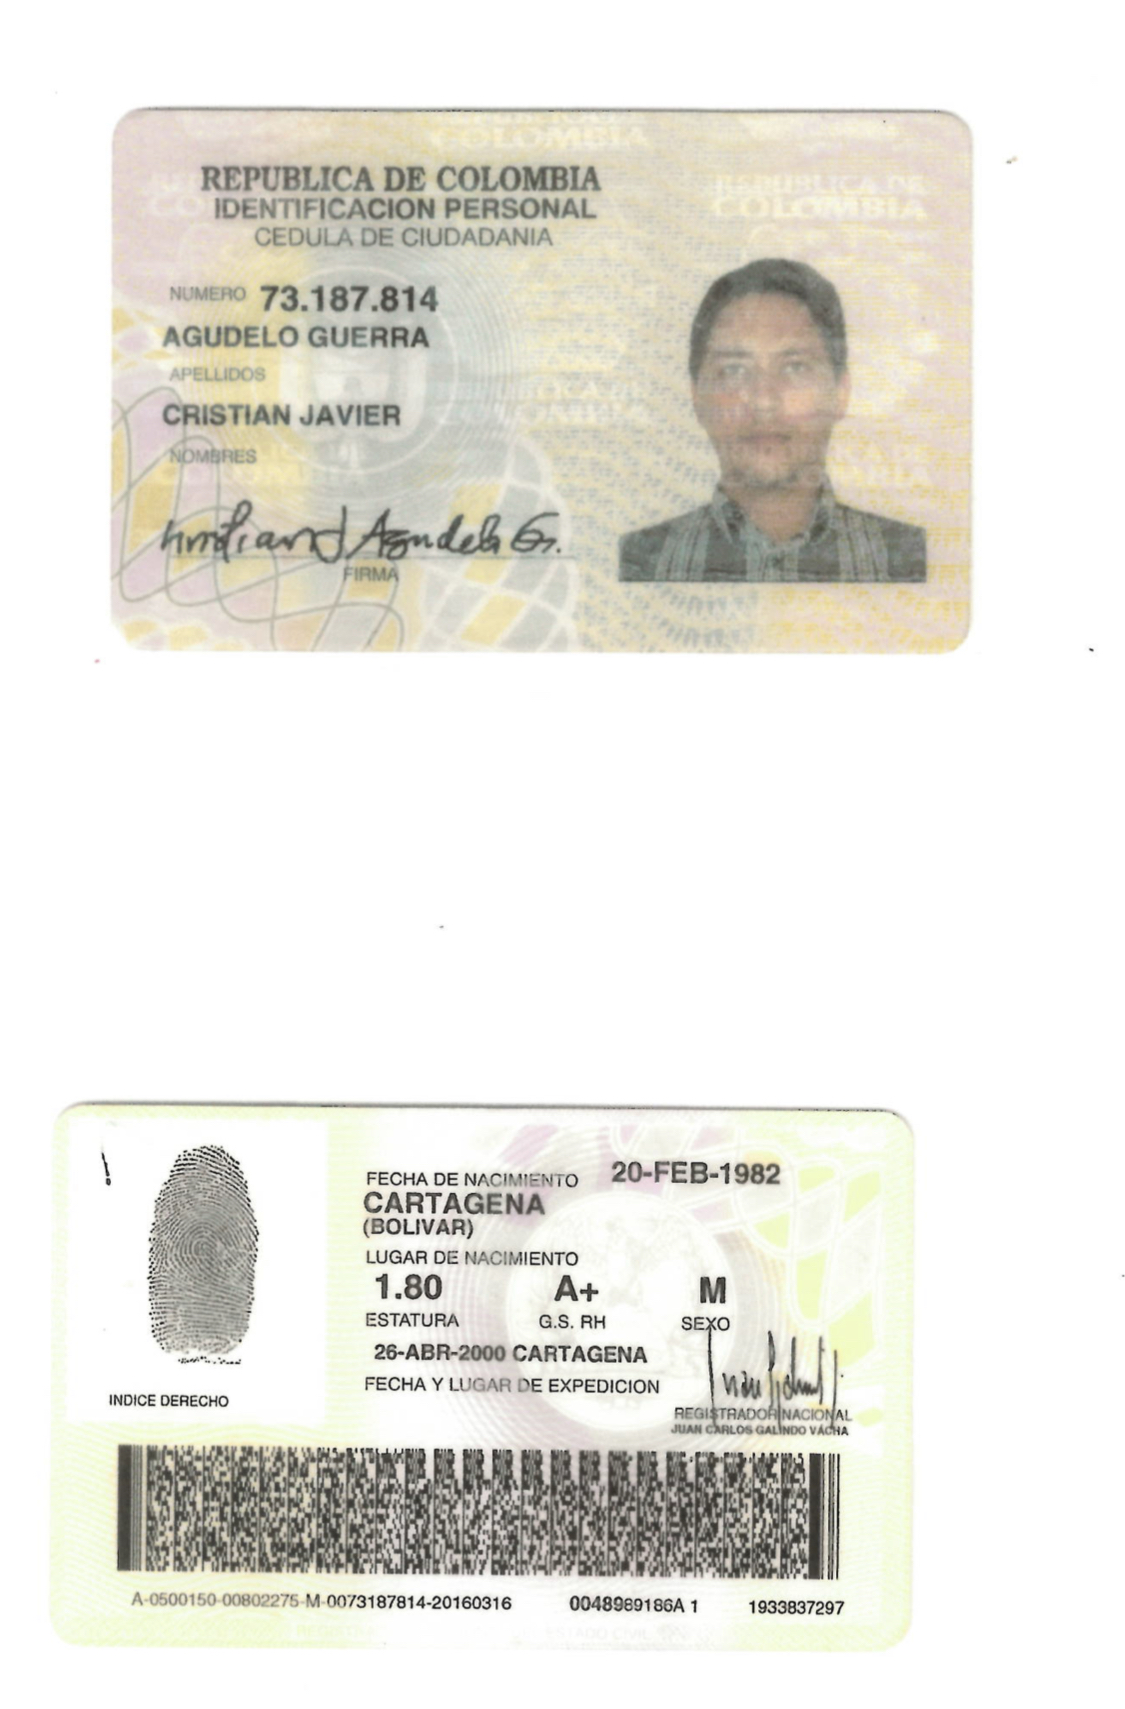 REPUBLICA DE COLOMBIA
IDENTIFICACION PERSONAL
CEDULA DE CIUDADANIA
NUMERO 73.187.814
AGUDELO GUERRA
APELLIDOS
CRISTIAN JAVIER
NOMBRES
FIRMA
REPUBLICA DE
COLOMBIA
FECHA DE NACIMIENTO 20-FEB-1982
CARTAGENA
(BOLIVAR)
LUGAR DE NACIMIENTO
1.80 A+ M
ESTATURA G.S. RH SEXO
26-ABR-2000 CARTAGENA
FECHA Y LUGAR DE EXPEDICION
INDICE DERECHO
REGISTRADOR NACIONAL
JUAN CARLOS GALINDO VACHA
A-0500150-00802275-M-0073187814-20160316 0048989186A 1 1933837297